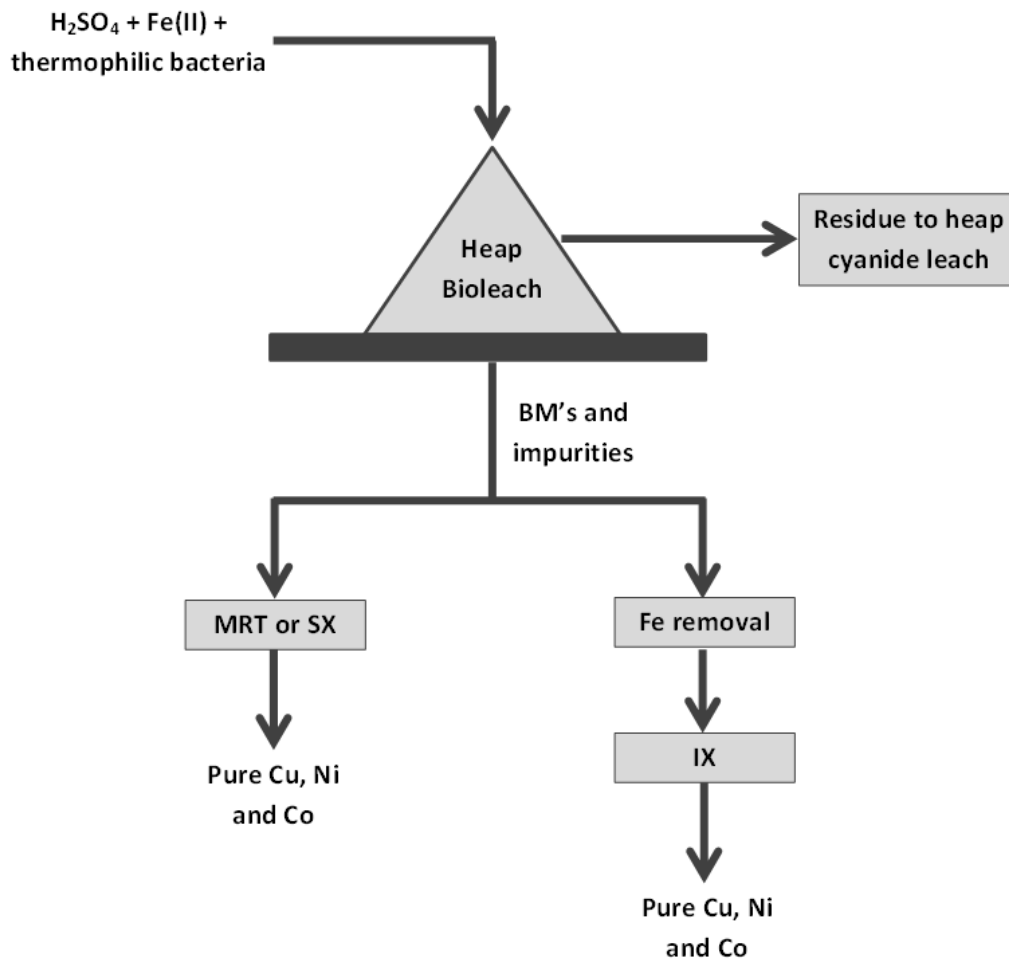 H₂SO₄ + Fe(II) +
thermophilic bacteria
Heap
Bioleach
Residue to heap
cyanide leach
BM's and
impurities
MRT or SX
Fe removal
IX
Pure Cu, Ni
and Co
Pure Cu, Ni
and Co